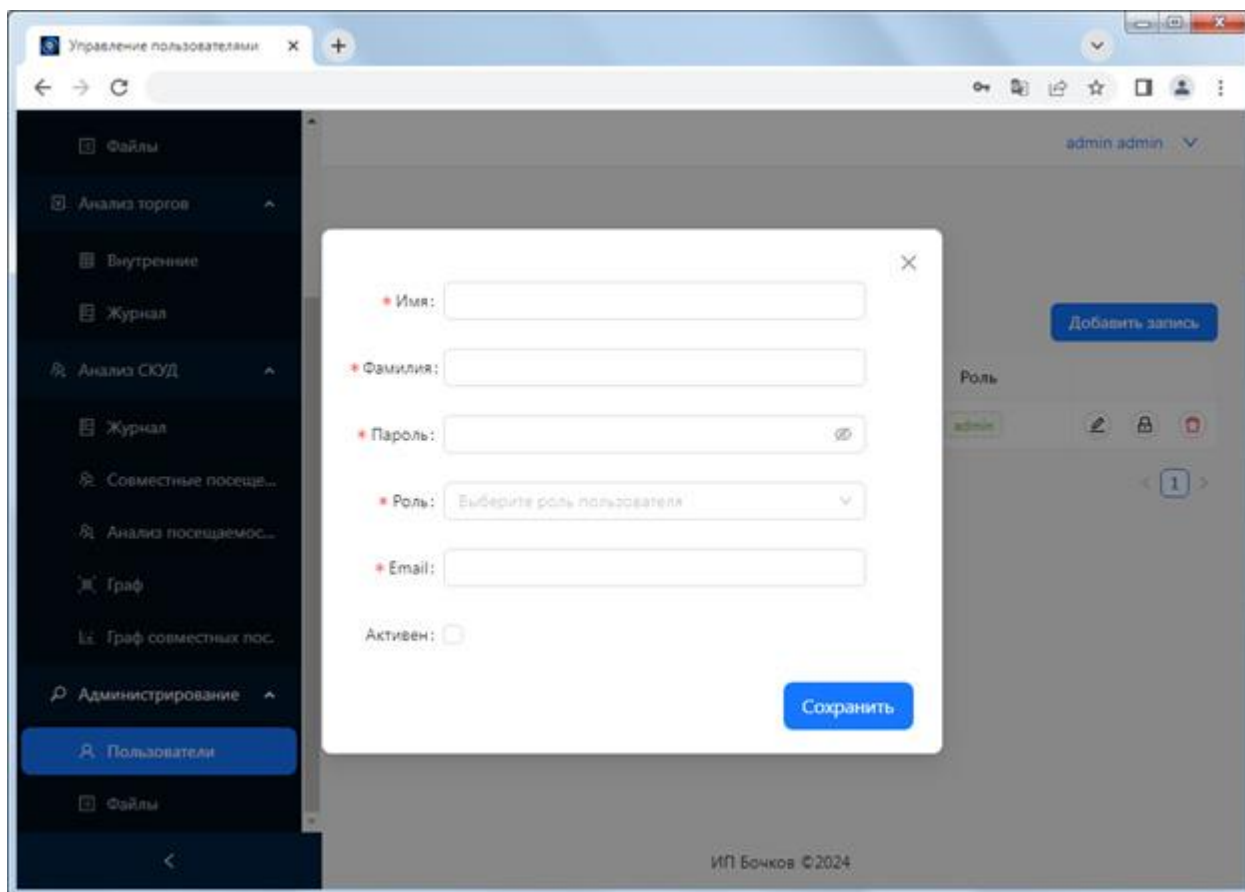 Управление пользователями
Файлы
admin admin
Анализ торгов
Внутренние
Журнал
Добавить запись
Анализ СКУД
Роль
Журнал
admin
Совместные посеще...
1
Анализ посещаемос...
Граф
Граф совместных пос.
Администрирование
Пользователи
Файлы
* Имя:
* Фамилия:
* Пароль:
* Роль: Выберите роль пользователя
* Email:
Активен:
Сохранить
ИП Бочков ©2024